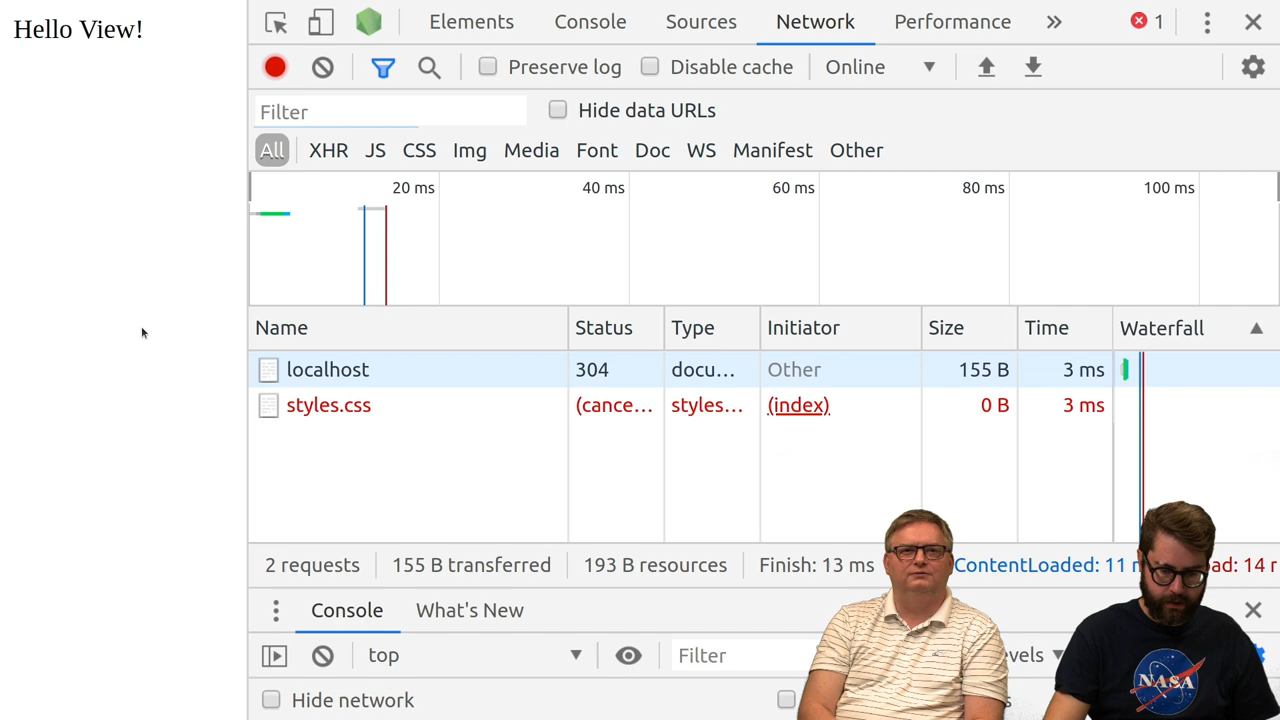 Hello View!
Elements Console Sources Network Performance » 1
Preserve log Disable cache Online
Filter Hide data URLs
All XHR JS CSS Img Media Font Doc WS Manifest Other
20 ms 40 ms 60 ms 80 ms 100 ms
Name Status Type Initiator Size Time Waterfall
localhost 304 docu... Other 155 B 3 ms
styles.css (cance... styles... (index) 0 B 3 ms
2 requests 155 B transferred 193 B resources Finish: 13 ms ContentLoaded: 11 ad: 14
Console What's New
top Filter evels
Hide network
NASA